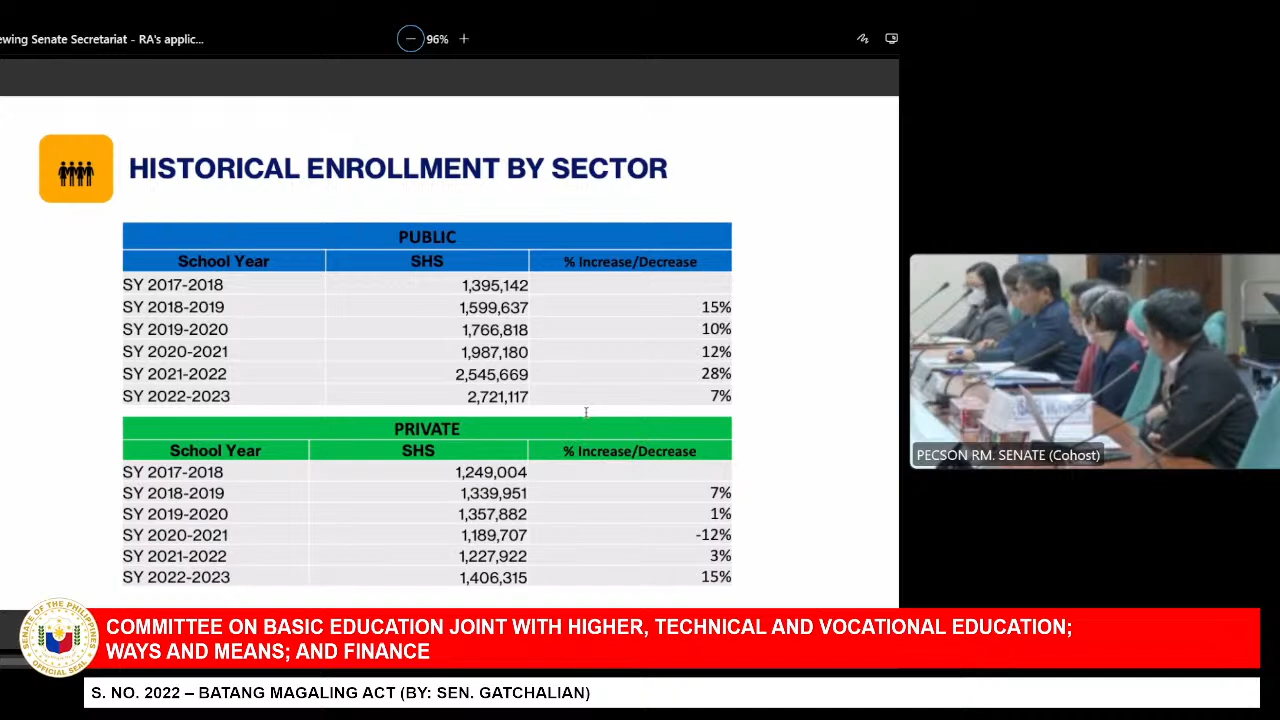 ewing Senate Secretariat - RA's applic...
96%
HISTORICAL ENROLLMENT BY SECTOR
PUBLIC
School Year SHS % Increase/Decrease
SY 2017-2018 1,395,142
SY 2018-2019 1,599,637 15%
SY 2019-2020 1,766,818 10%
SY 2020-2021 1,987,180 12%
SY 2021-2022 2,545,669 28%
SY 2022-2023 2,721,117 7%
PRIVATE
School Year SHS % Increase/Decrease
SY 2017-2018 1,249,004
SY 2018-2019 1,339,951 7%
SY 2019-2020 1,357,882 1%
SY 2020-2021 1,189,707 -12%
SY 2021-2022 1,227,922 3%
SY 2022-2023 1,406,315 15%
PECSON RM. SENATE (Cohost)
SENATE OF THE PHILIPPINES
OFFICIAL SEAL
COMMITTEE ON BASIC EDUCATION JOINT WITH HIGHER, TECHNICAL AND VOCATIONAL EDUCATION;
WAYS AND MEANS; AND FINANCE
S. NO. 2022 – BATANG MAGALING ACT (BY: SEN. GATCHALIAN)